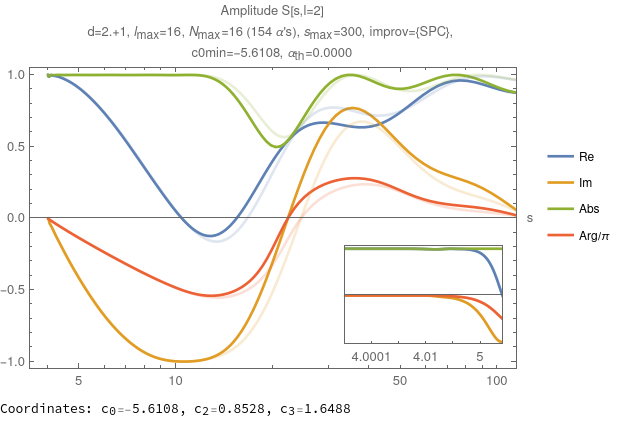 Amplitude S[s,l=2]
d=2.+1, lmax=16, Nmax=16 (154 α's), smax=300, improv={SPC},
c0min=-5.6108, αth=0.0000
1.0
0.5
0.0
-0.5
-1.0
5
10
50
100
s
4.0001
4.01
5
Re
Im
Abs
Arg/π
Coordinates: c0=-5.6108, c2=0.8528, c3=1.6488